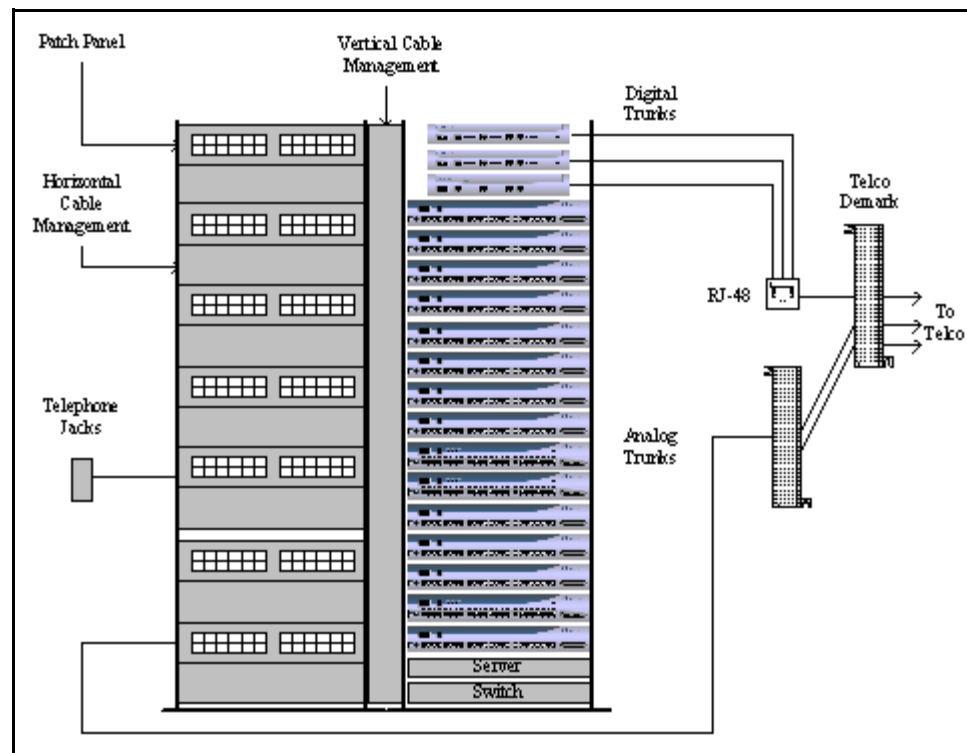 Patch Panel
Vertical Cable
Management
Digital
Trunks
Horizontal
Cable
Management
Telco
Demark
RJ-48
To
Telco
Telephone
Jacks
Analog
Trunks
Server
Switch